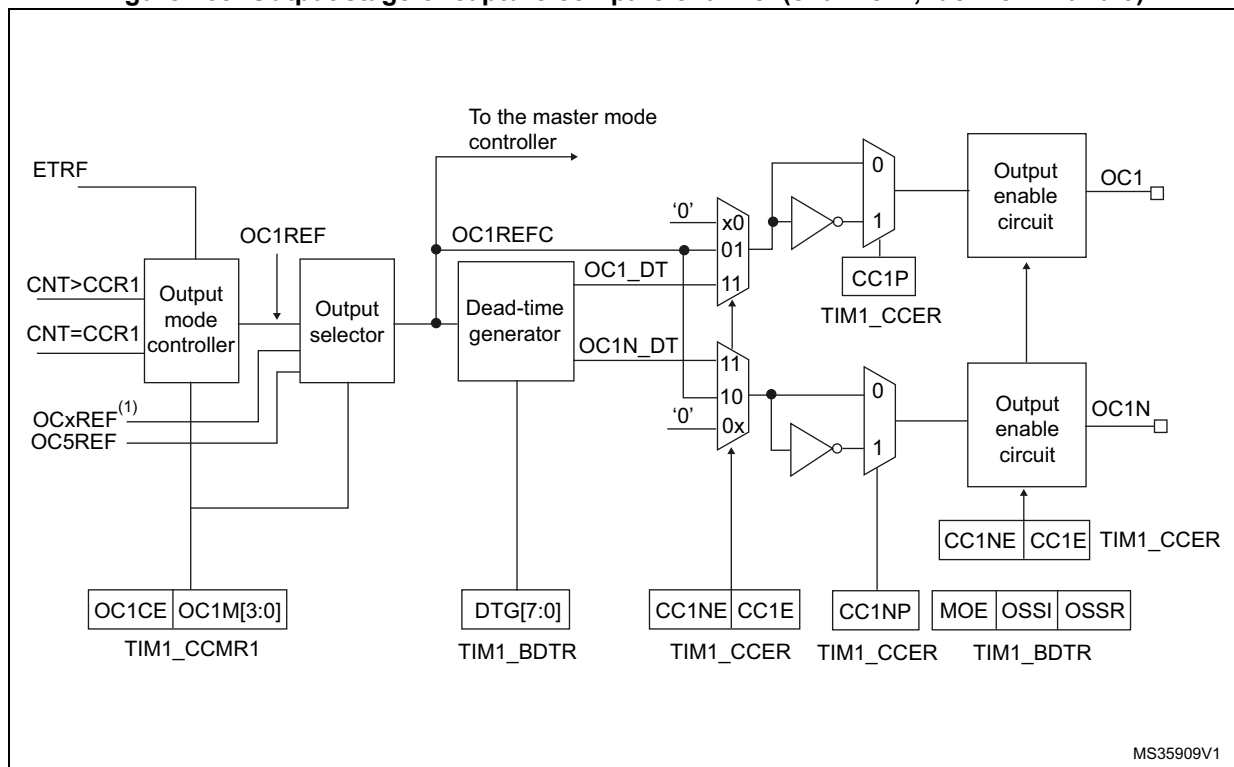 To the master mode
controller
ETRF
OC1REF
CNT>CCR1
CNT=CCR1
Output
mode
controller
Output
selector
OCxREF(1)
OC5REF
OC1REFC
Dead-time
generator
OC1_DT
OC1N_DT
'0'
x0
01
11
11
10
0x
'0'
0
1
CC1P
TIM1_CCER
0
1
Output
enable
circuit
OC1
Output
enable
circuit
OC1N
CC1NE CC1E TIM1_CCER
OC1CE OC1M[3:0]
TIM1_CCMR1
DTG[7:0]
TIM1_BDTR
CC1NE CC1E
TIM1_CCER
CC1NP
TIM1_CCER
MOE OSSI OSSR
TIM1_BDTR
MS35909V1